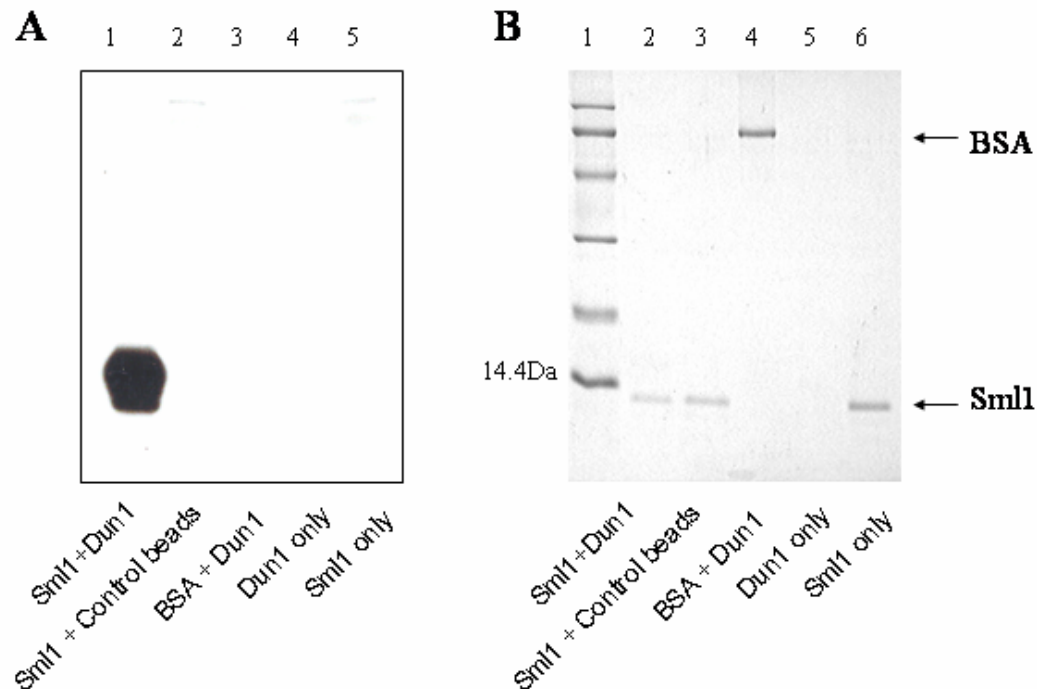 A
1 2 3 4 5
Sml1+Dun1
Sml1 + Control beads
BSA + Dun1
Dun1 only
Sml1 only
B
1 2 3 4 5 6
BSA
14.4Da
Sml1
Sml1+Dun1
Sml1 + Control beads
BSA + Dun1
Dun1 only
Sml1 only